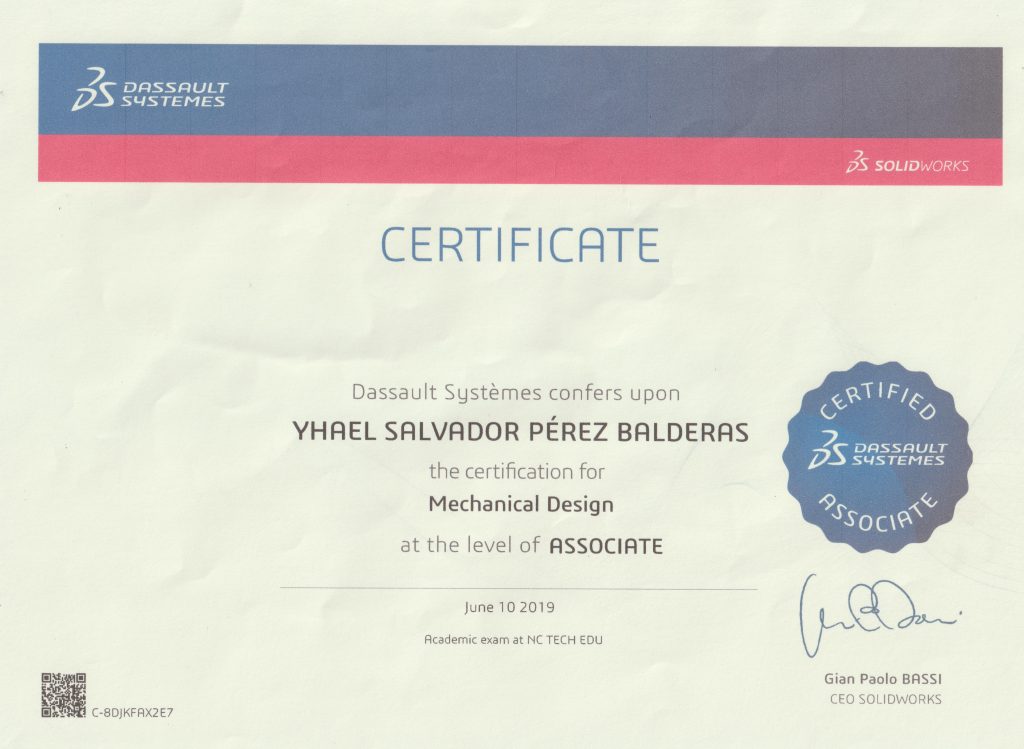 DASSAULT
SYSTEMES
SOLIDWORKS
CERTIFICATE
Dassault Systèmes confers upon
YHAEL SALVADOR PÉREZ BALDERAS
the certification for
Mechanical Design
at the level of ASSOCIATE
June 10 2019
Academic exam at NC TECH EDU
CERTIFIED
DASSAULT
SYSTEMES
ASSOCIATE
Gian Paolo BASSI
CEO SOLIDWORKS
C-8DJKFAX2E7